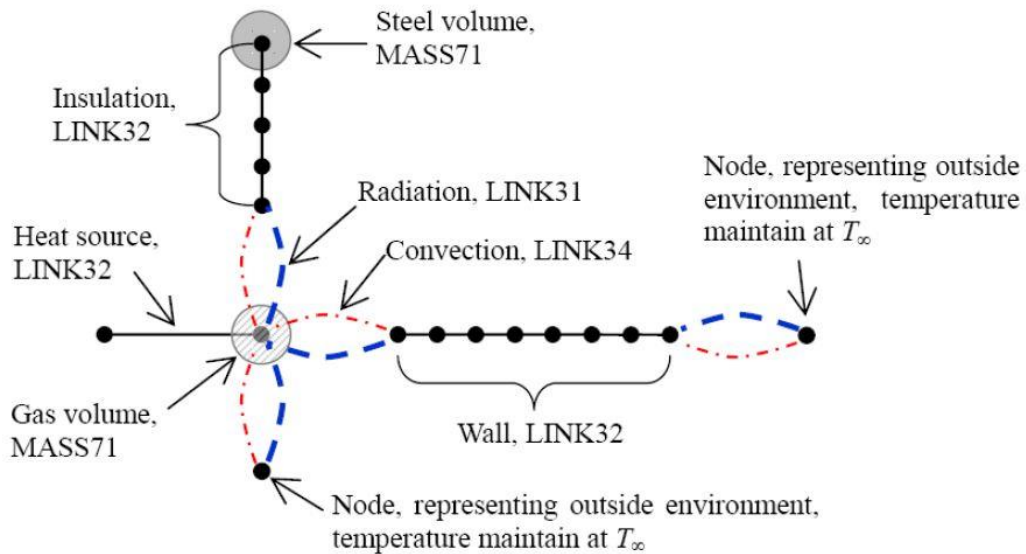 Steel volume,
MASS71
Insulation,
LINK32
Node, representing outside
environment, temperature
maintain at T∞
Radiation, LINK31
Heat source,
LINK32
Convection, LINK34
Gas volume,
MASS71
Wall, LINK32
Node, representing outside environment,
temperature maintain at T∞